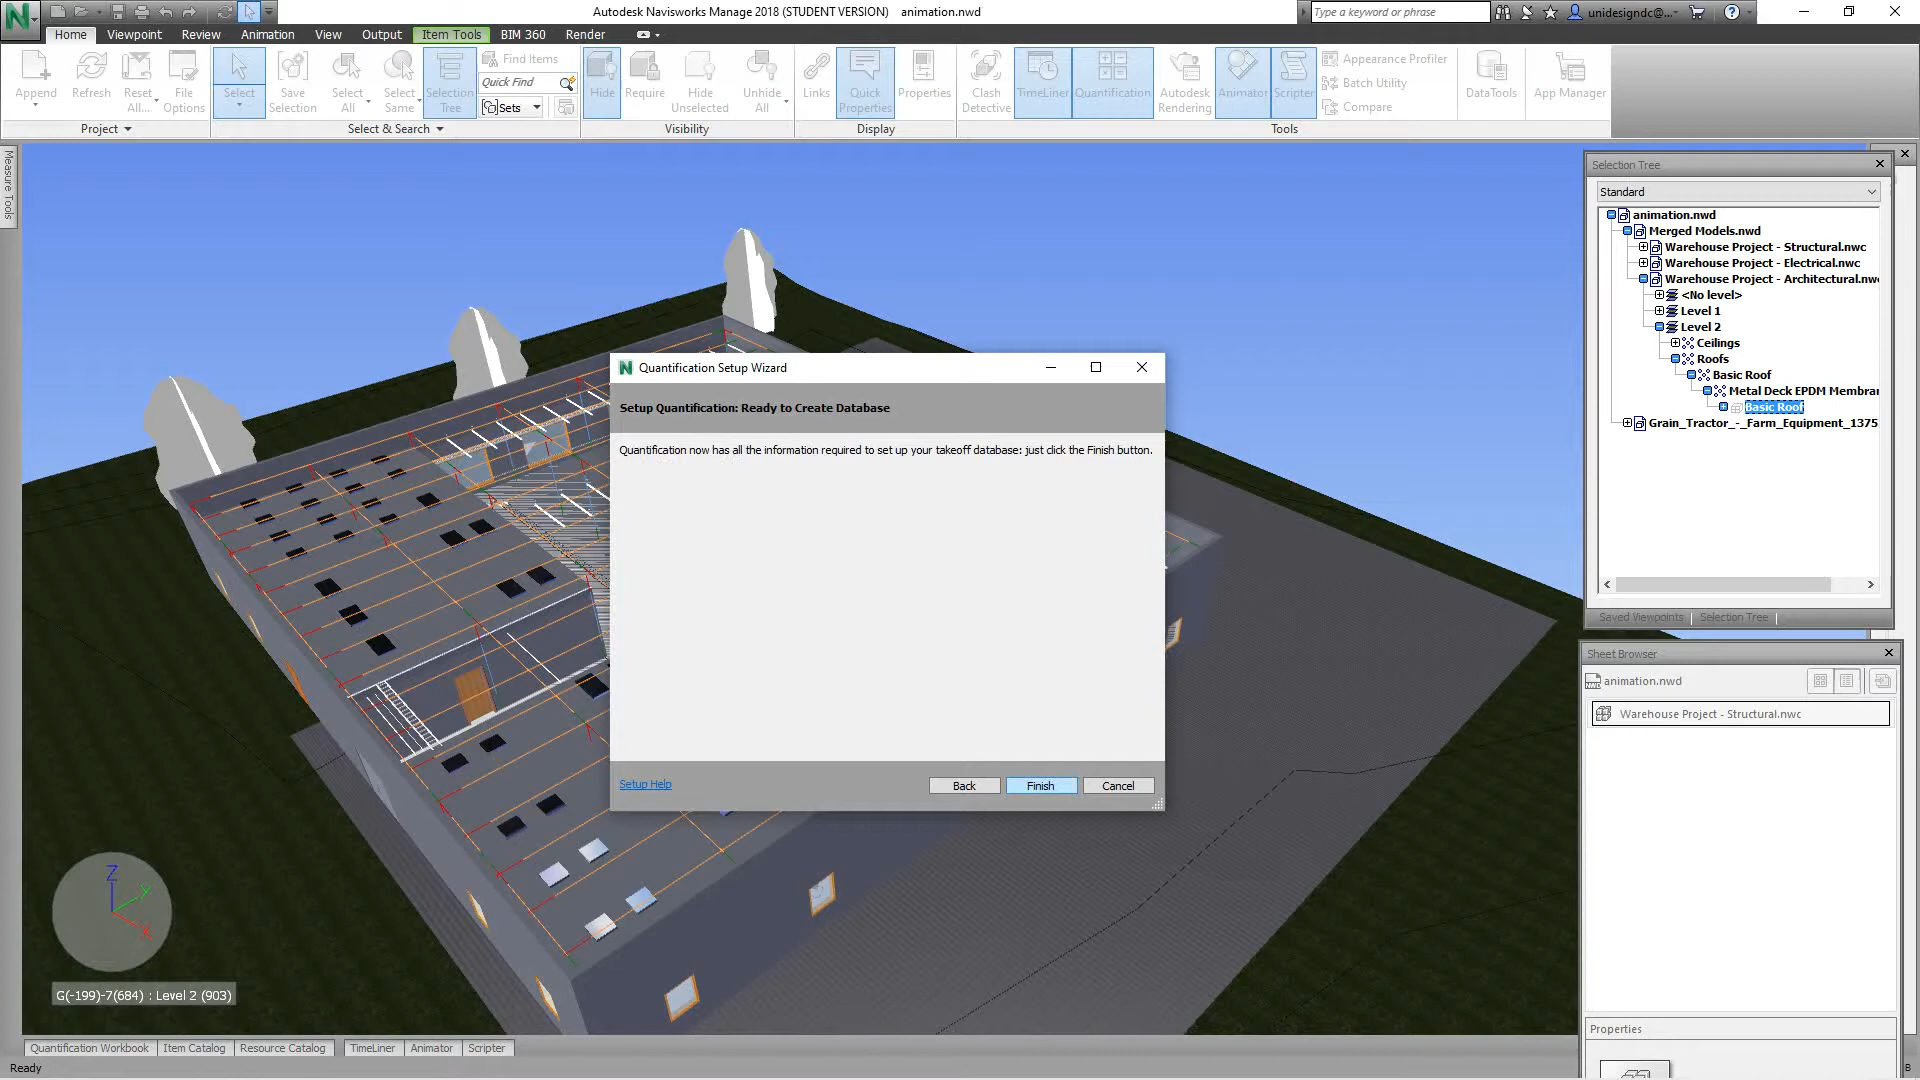 Autodesk Navisworks Manage 2018 (STUDENT VERSION) animation.nwd
Type a keyword or phrase
unidesigndc@...
Home Viewpoint Review Animation View Output Item Tools BIM 360 Render
Append
Refresh
Reset All...
File Options
Project
Select
Save Selection
Select All
Select Same
Selection Tree
Find Items
Quick Find
Sets
Select & Search
Hide
Require
Hide Unselected
Unhide All
Visibility
Links
Quick Properties
Properties
Display
Clash Detective
TimeLiner
Quantification
Autodesk Rendering
Animator
Scripter
Appearance Profiler
Batch Utility
Compare
Tools
DataTools
App Manager
Measure Tools
Selection Tree
Standard
animation.nwd
Merged Models.nwd
Warehouse Project - Structural.nwc
Warehouse Project - Electrical.nwc
Warehouse Project - Architectural.nw
<No level>
Level 1
Level 2
Ceilings
Roofs
Basic Roof
Metal Deck EPDM Membrar
Basic Roof
Grain_Tractor_-_Farm_Equipment_1375
Saved Viewpoints
Selection Tree
Quantification Setup Wizard
Setup Quantification: Ready to Create Database
Quantification now has all the information required to set up your takeoff database: just click the Finish button.
Setup Help
Back
Finish
Cancel
Sheet Browser
animation.nwd
Warehouse Project - Structural.nwc
Properties
Z
Y
X
G(-199)-7(684) : Level 2 (903)
Quantification Workbook
Item Catalog
Resource Catalog
TimeLiner
Animator
Scripter
Ready
B